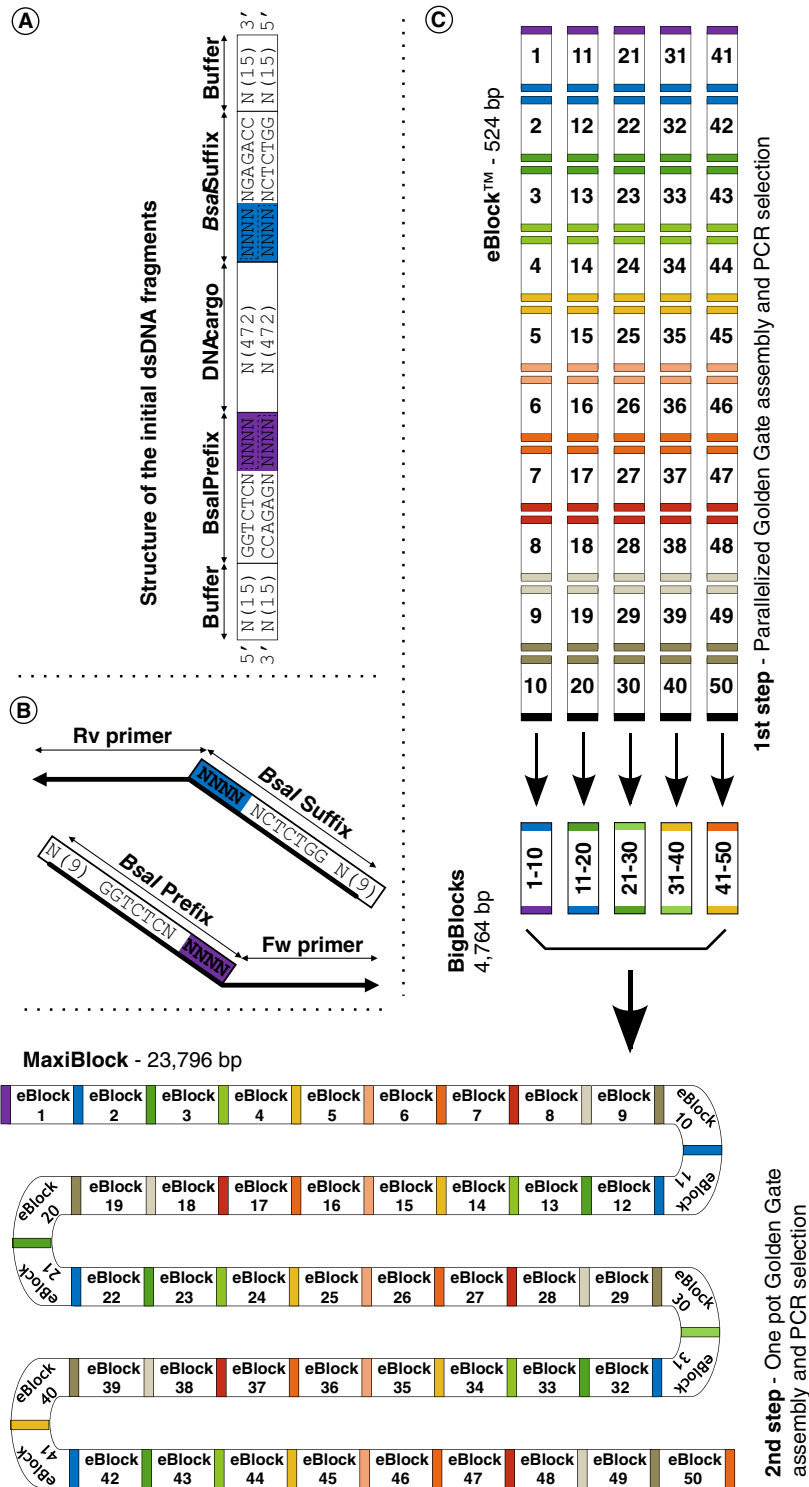 A
Structure of the initial dsDNA fragments
Buffer
BsaIPrefix
DNAcargo
BsaISuffix
Buffer
5′ N(15) GGTCTCN NNNN N(472) NNNN NGAGACC N(15) 3′
3′ N(15) CCAGAGN NNNN N(472) NNNN NCTCTGG N(15) 5′
B
Rv primer
BsaI Suffix
NNNN NCTCTGG N(9)
BsaI Prefix
N(9) GGTCTCN NNNN
Fw primer
C
eBlock™ - 524 bp
1 11 21 31 41
2 12 22 32 42
3 13 23 33 43
4 14 24 34 44
5 15 25 35 45
6 16 26 36 46
7 17 27 37 47
8 18 28 38 48
9 19 29 39 49
10 20 30 40 50
1st step - Parallelized Golden Gate assembly and PCR selection
BigBlocks
4,764 bp
1-10 11-20 21-30 31-40 41-50
MaxiBlock - 23,796 bp
eBlock eBlock eBlock eBlock eBlock eBlock eBlock eBlock eBlock eBlock
1 2 3 4 5 6 7 8 9 10
eBlock eBlock eBlock eBlock eBlock eBlock eBlock eBlock eBlock eBlock
20 19 18 17 16 15 14 13 12 11
eBlock eBlock eBlock eBlock eBlock eBlock eBlock eBlock eBlock eBlock
21 22 23 24 25 26 27 28 29 30
eBlock eBlock eBlock eBlock eBlock eBlock eBlock eBlock eBlock eBlock
40 39 38 37 36 35 34 33 32 31
eBlock eBlock eBlock eBlock eBlock eBlock eBlock eBlock eBlock eBlock
41 42 43 44 45 46 47 48 49 50
2nd step - One pot Golden Gate
assembly and PCR selection